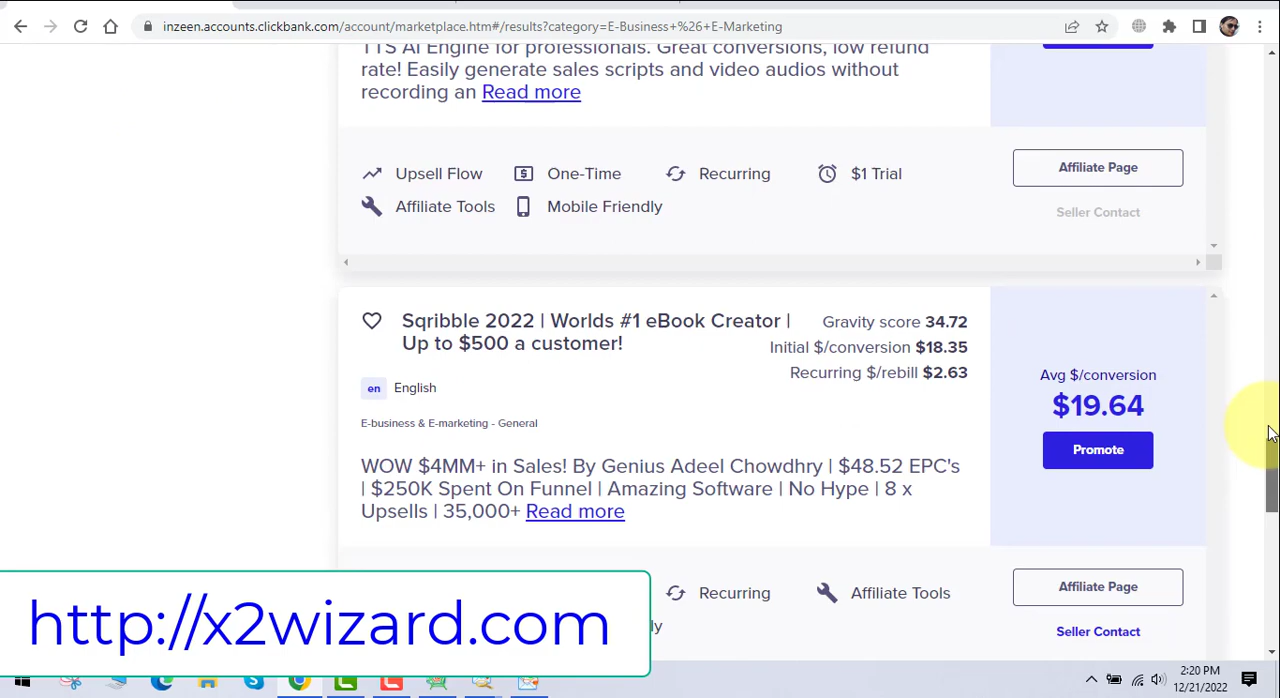 inzeen.accounts.clickbank.com/account/marketplace.htm#/results?category=E-Business+%26+E-Marketing
TTS AI Engine for professionals. Great conversions, low refund
rate! Easily generate sales scripts and video audios without
recording an Read more
Upsell Flow One-Time Recurring $1 Trial
Affiliate Tools Mobile Friendly
Affiliate Page
Seller Contact
Sqribble 2022 | Worlds #1 eBook Creator |
Up to $500 a customer!
Gravity score 34.72
Initial $/conversion $18.35
Recurring $/rebill $2.63
en English
E-business & E-marketing - General
WOW $4MM+ in Sales! By Genius Adeel Chowdhry | $48.52 EPC's
| $250K Spent On Funnel | Amazing Software | No Hype | 8 x
Upsells | 35,000+ Read more
Avg $/conversion
$19.64
Promote
Recurring Affiliate Tools
Affiliate Page
Seller Contact
http://x2wizard.com
2:20 PM
12/21/2022